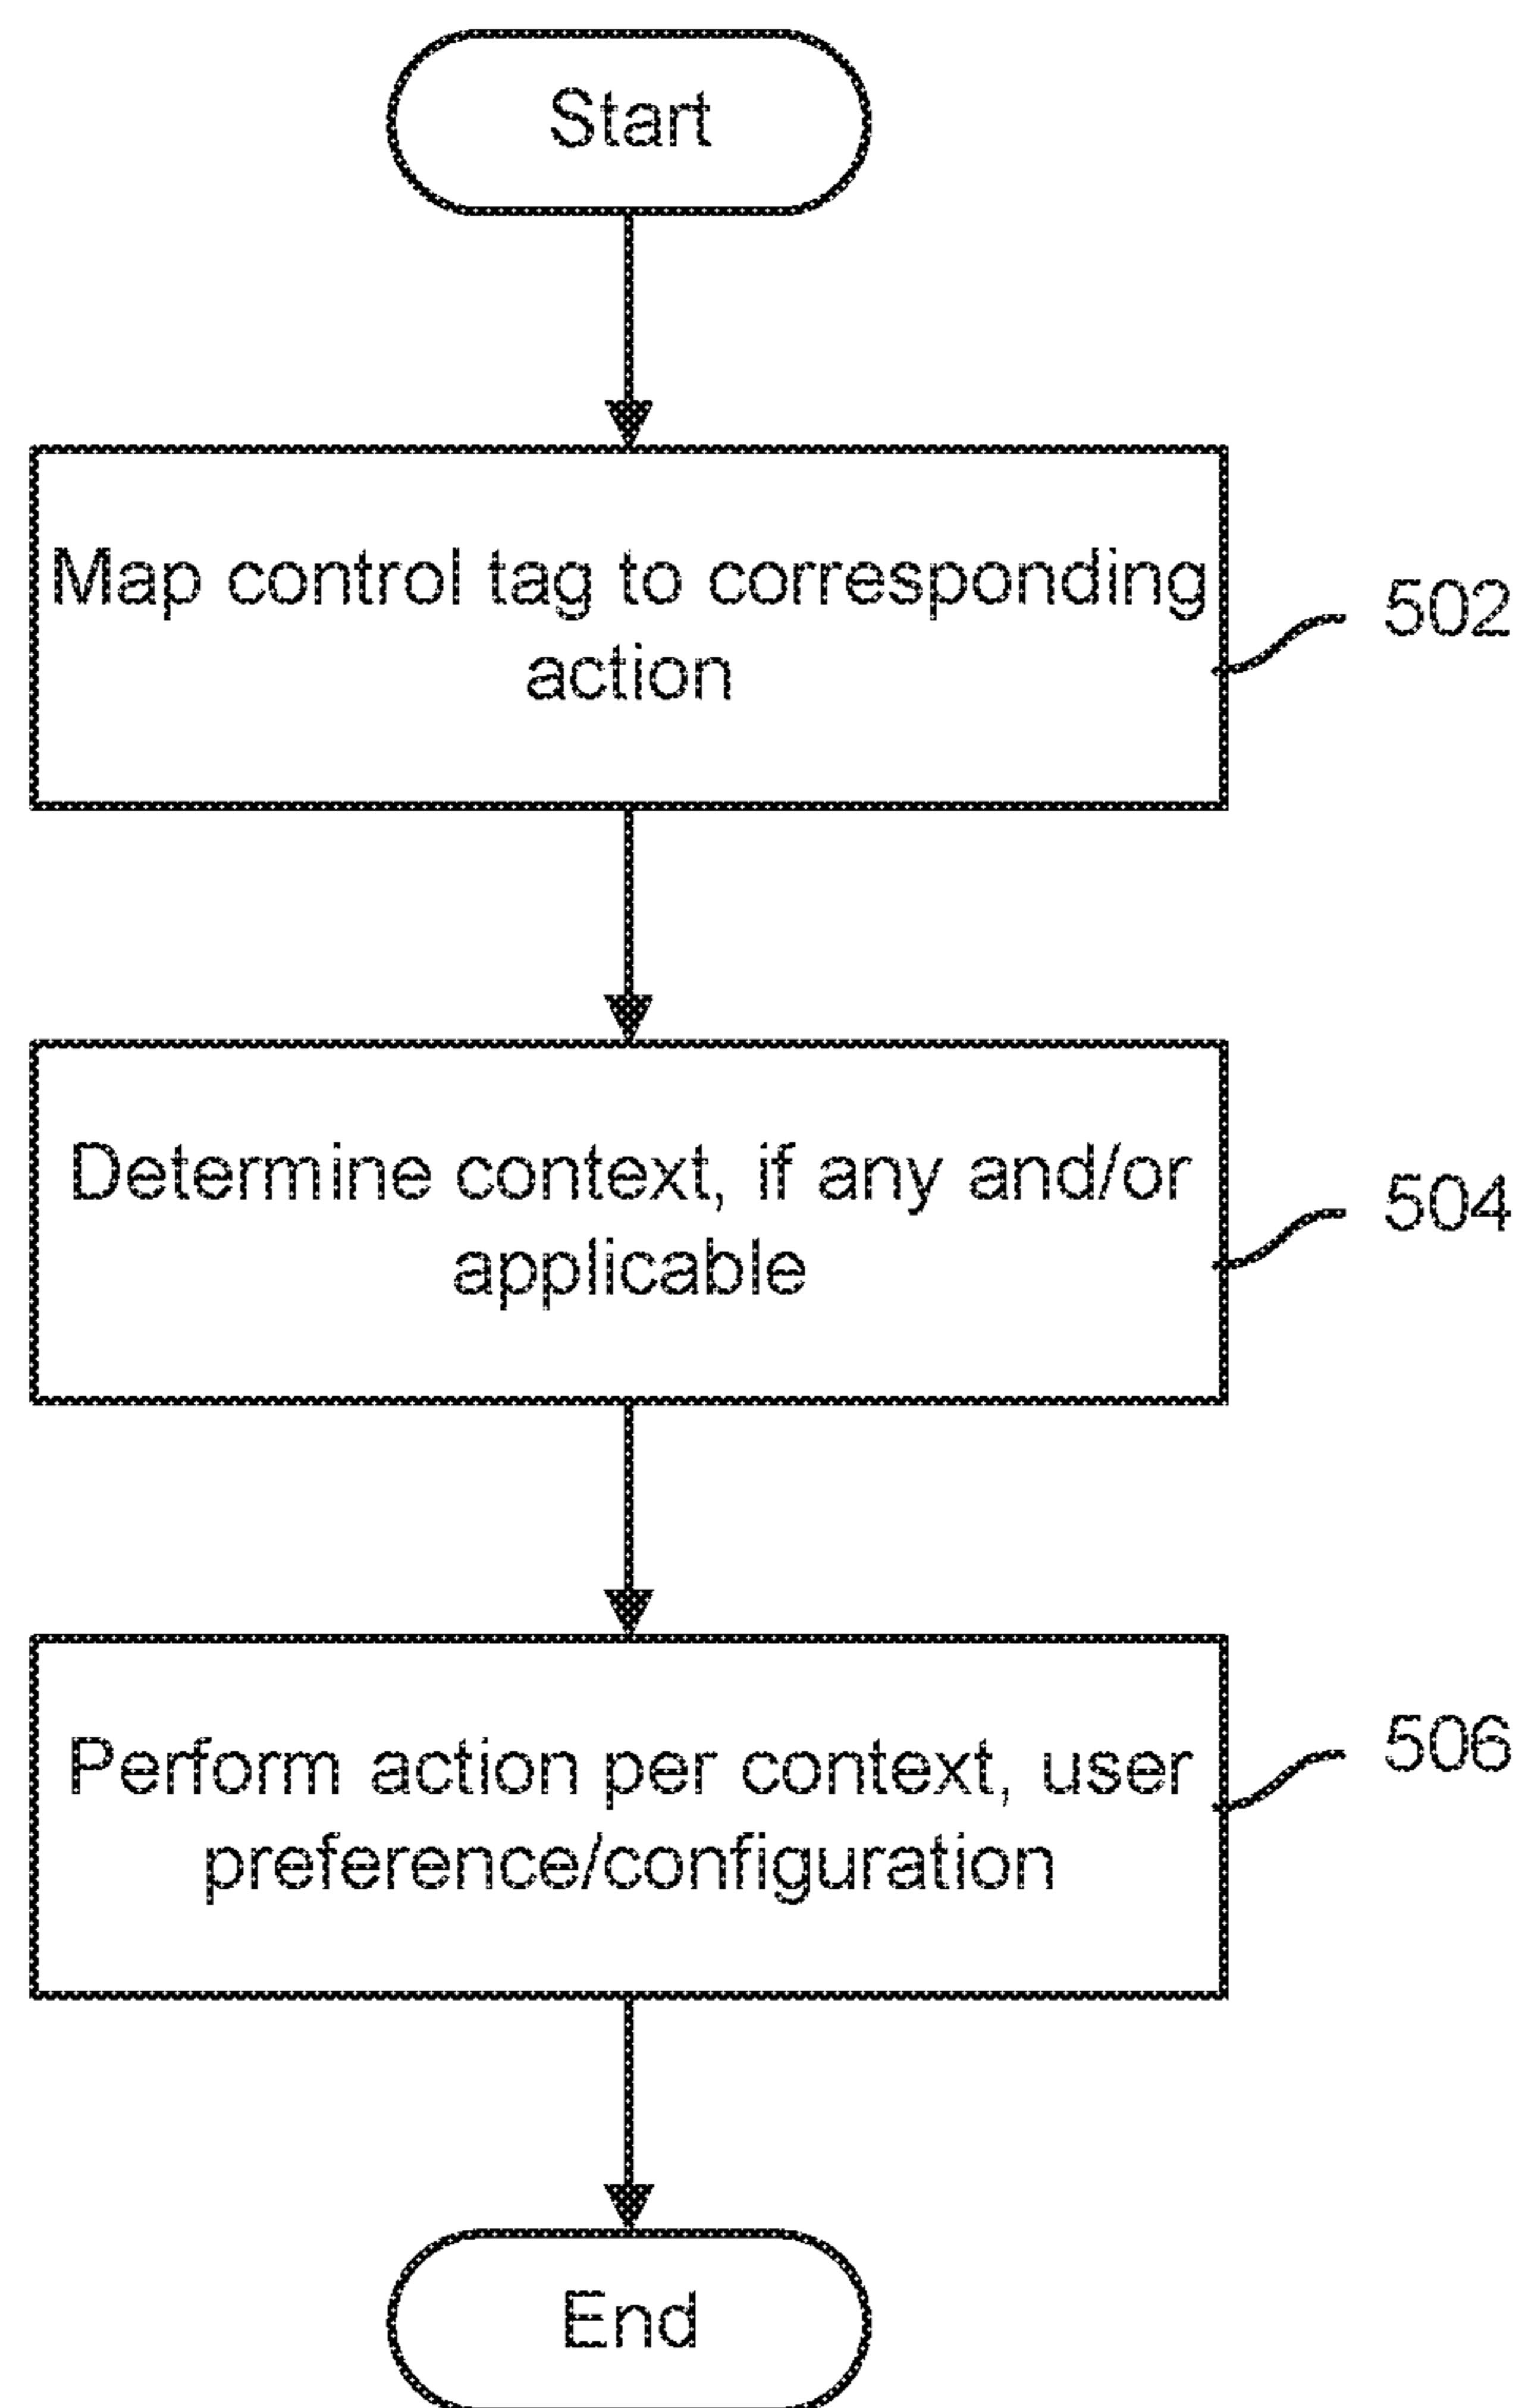 Start
Map control tag to corresponding
action
502
Determine context, if any and/or
applicable
504
Perform action per context, user
preference/configuration
506
End